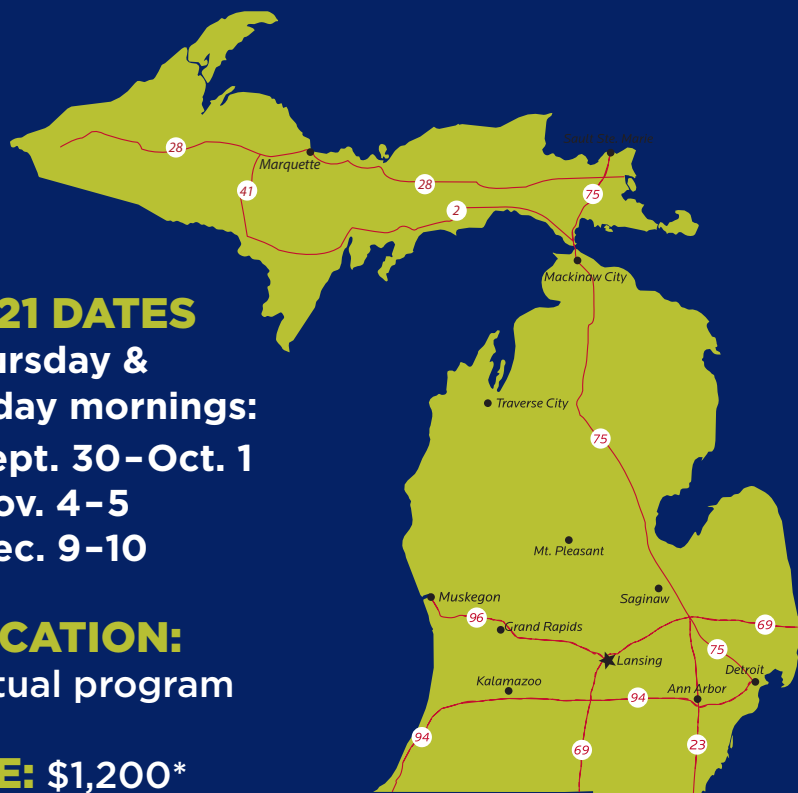 28
Marquette
41
28
2
75
Mackinaw City
21 DATES
ursday &
day mornings:
ept. 30–Oct. 1
ov. 4–5
ec. 9–10
Traverse City
75
Mt. Pleasant
Saginaw
Muskegon
96
Grand Rapids
69
CATION:
tual program
Lansing
75
Detroit
Kalamazoo
94
Ann Arbor
94
69
23
E: $1,200*